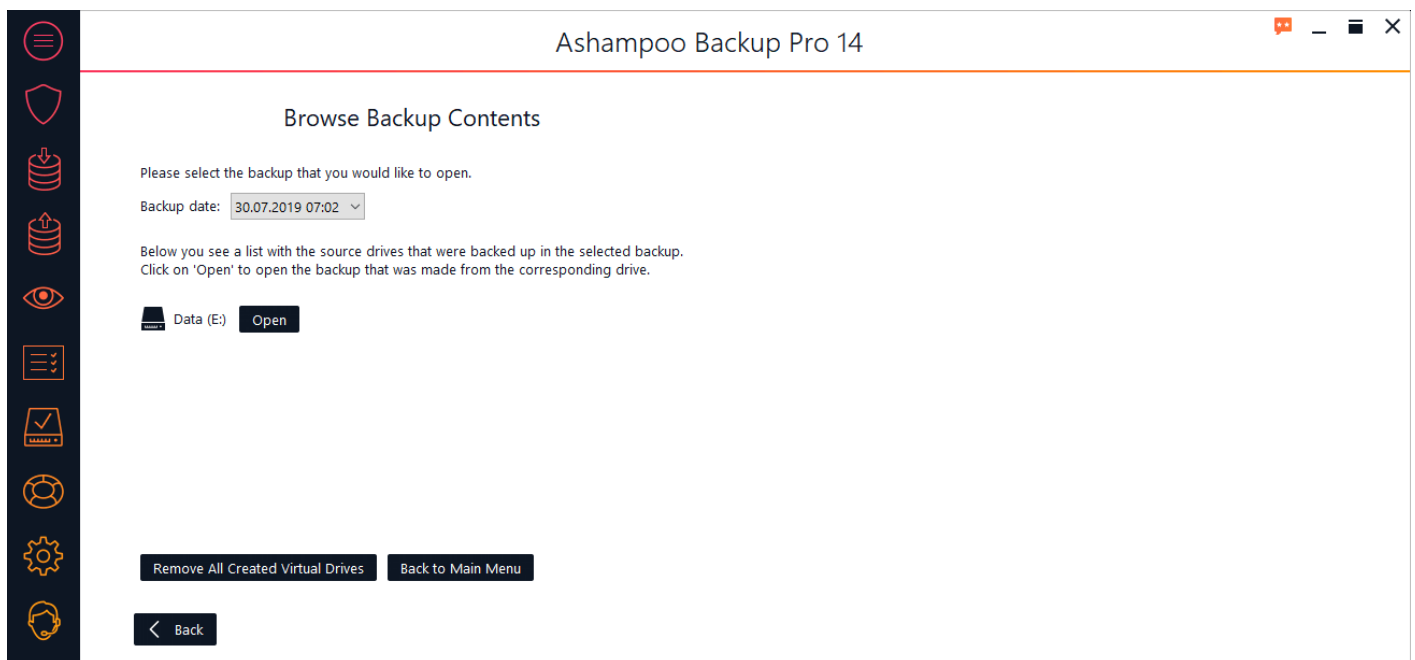 Ashampoo Backup Pro 14
Browse Backup Contents
Please select the backup that you would like to open.
Backup date: 30.07.2019 07:02
Below you see a list with the source drives that were backed up in the selected backup.
Click on 'Open' to open the backup that was made from the corresponding drive.
Data (E:) Open
Remove All Created Virtual Drives Back to Main Menu
Back